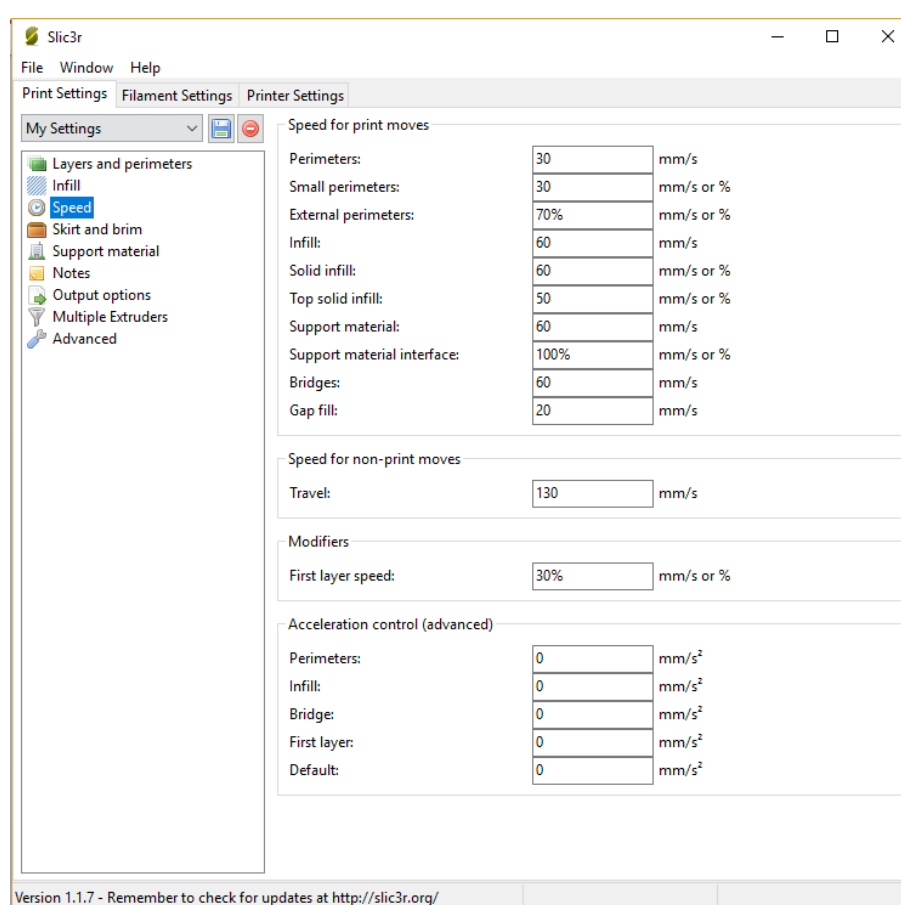 Slic3r
File Window Help
Print Settings Filament Settings Printer Settings
My Settings
Layers and perimeters
Infill
Speed
Skirt and brim
Support material
Notes
Output options
Multiple Extruders
Advanced
Speed for print moves
Perimeters: 30 mm/s
Small perimeters: 30 mm/s or %
External perimeters: 70% mm/s or %
Infill: 60 mm/s
Solid infill: 60 mm/s or %
Top solid infill: 50 mm/s or %
Support material: 60 mm/s
Support material interface: 100% mm/s or %
Bridges: 60 mm/s
Gap fill: 20 mm/s
Speed for non-print moves
Travel: 130 mm/s
Modifiers
First layer speed: 30% mm/s or %
Acceleration control (advanced)
Perimeters: 0 mm/s²
Infill: 0 mm/s²
Bridge: 0 mm/s²
First layer: 0 mm/s²
Default: 0 mm/s²
Version 1.1.7 - Remember to check for updates at http://slic3r.org/